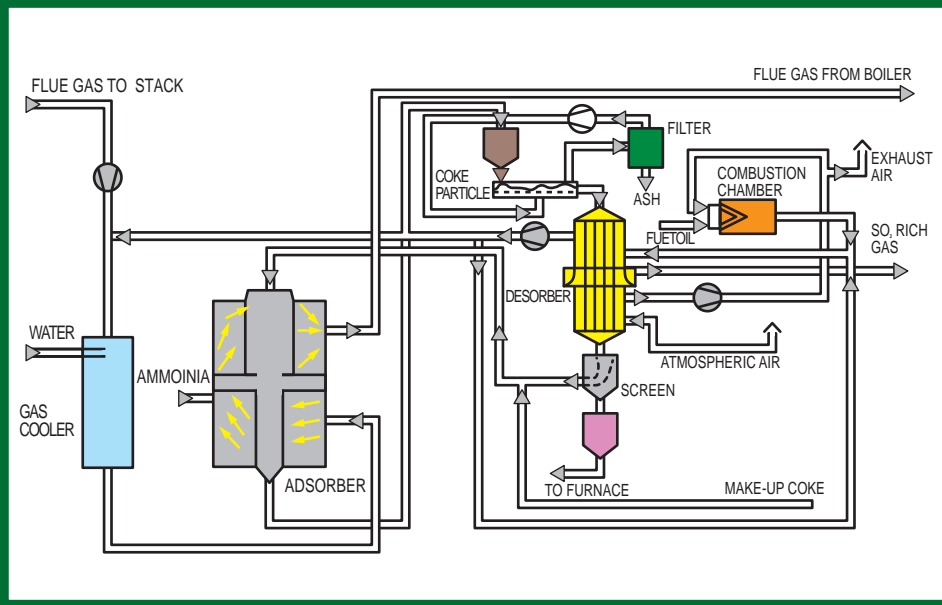 FLUE GAS TO STACK
FLUE GAS FROM BOILER
FILTER
EXHAUST
AIR
COMBUSTION
CHAMBER
COKE
PARTICLE
ASH
FUETOIL
SO, RICH
GAS
DESORBER
WATER
ATMOSPHERIC AIR
AMMOINIA
SCREEN
GAS
COOLER
ADSORBER
TO FURNACE
MAKE-UP COKE